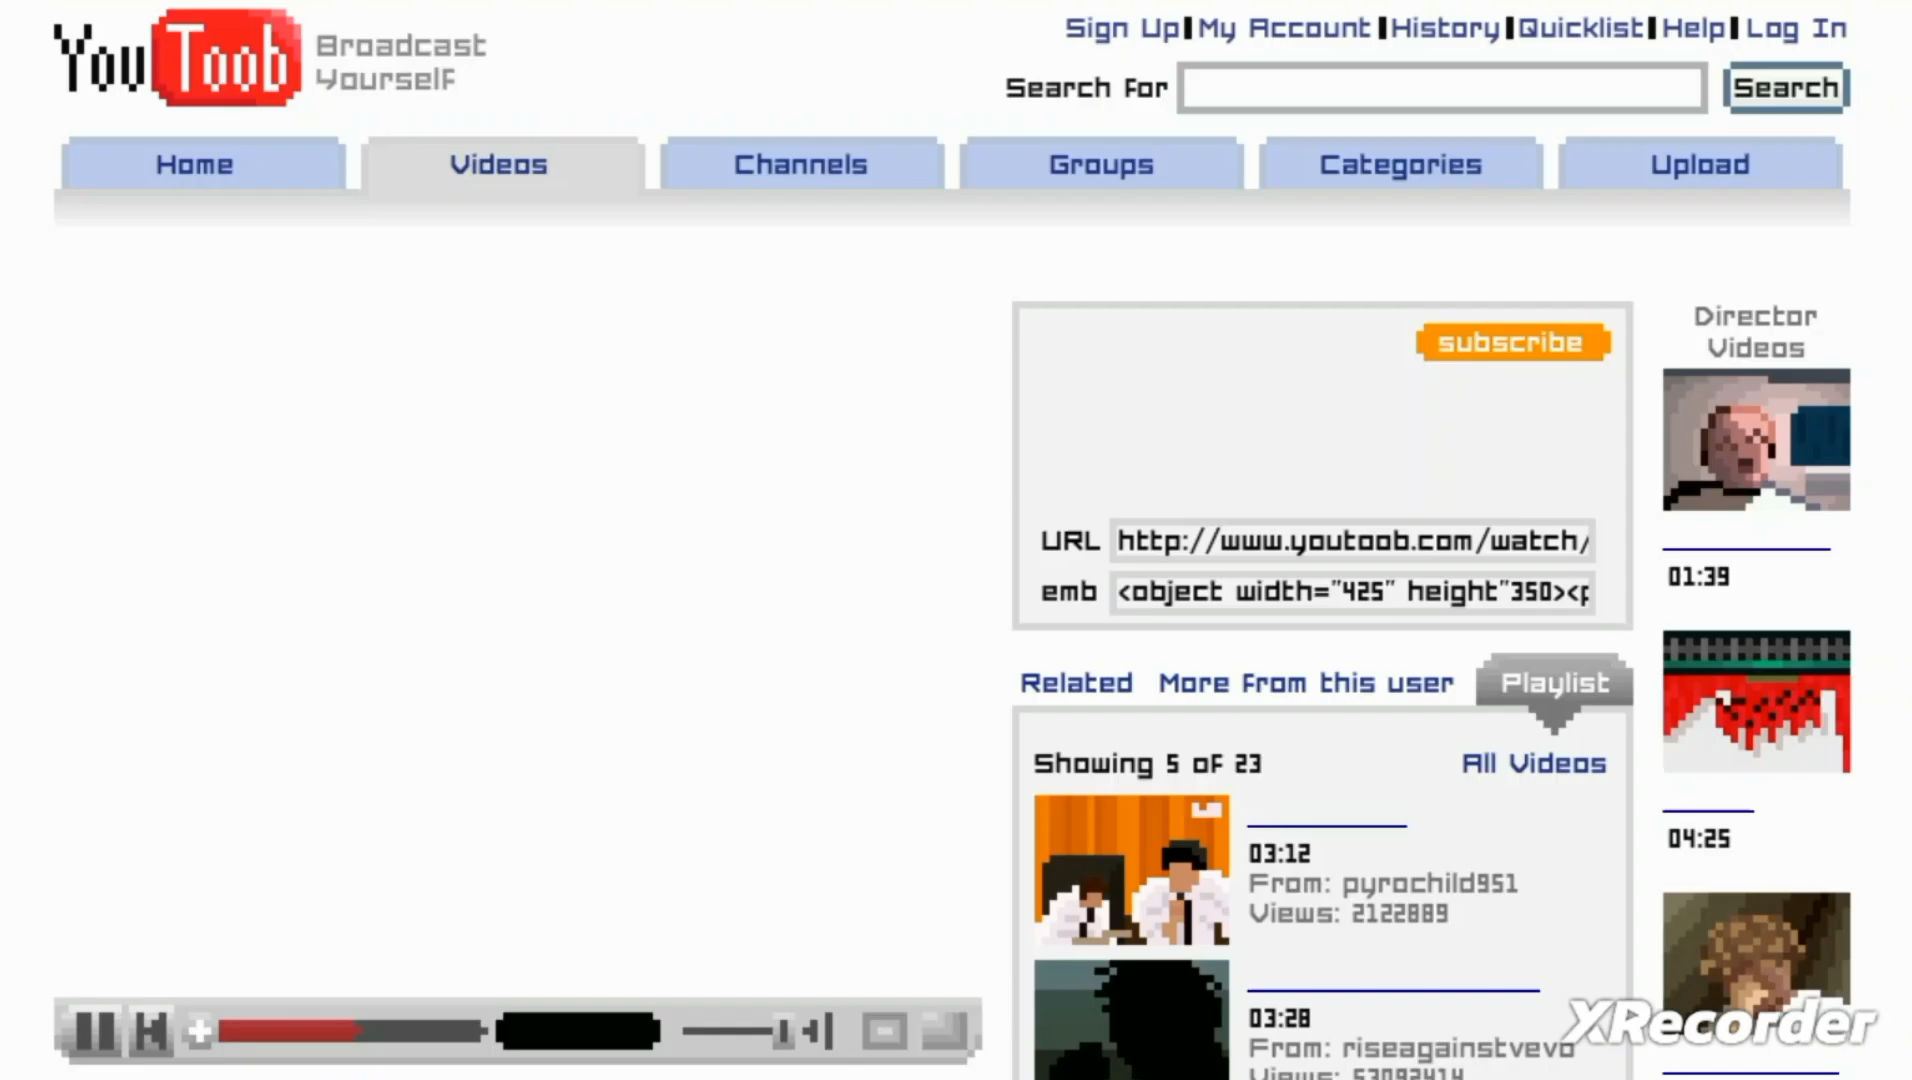 YouToob
Broadcast
Yourself
Sign Up|My Account|History|Quicklist|Help|Log In
Search for
Search
Home
Videos
Channels
Groups
Categories
Upload
subscribe
URL http://www.youtoob.com/watch/
emb <object width="425" height"350><p
Director
Videos
01:39
04:25
Related More from this user Playlist
Showing 5 of 23
All Videos
03:12
From: pyrochild951
Views: 2122889
03:28
From: riseagainstvevo
Views: 53092414
XRecorder